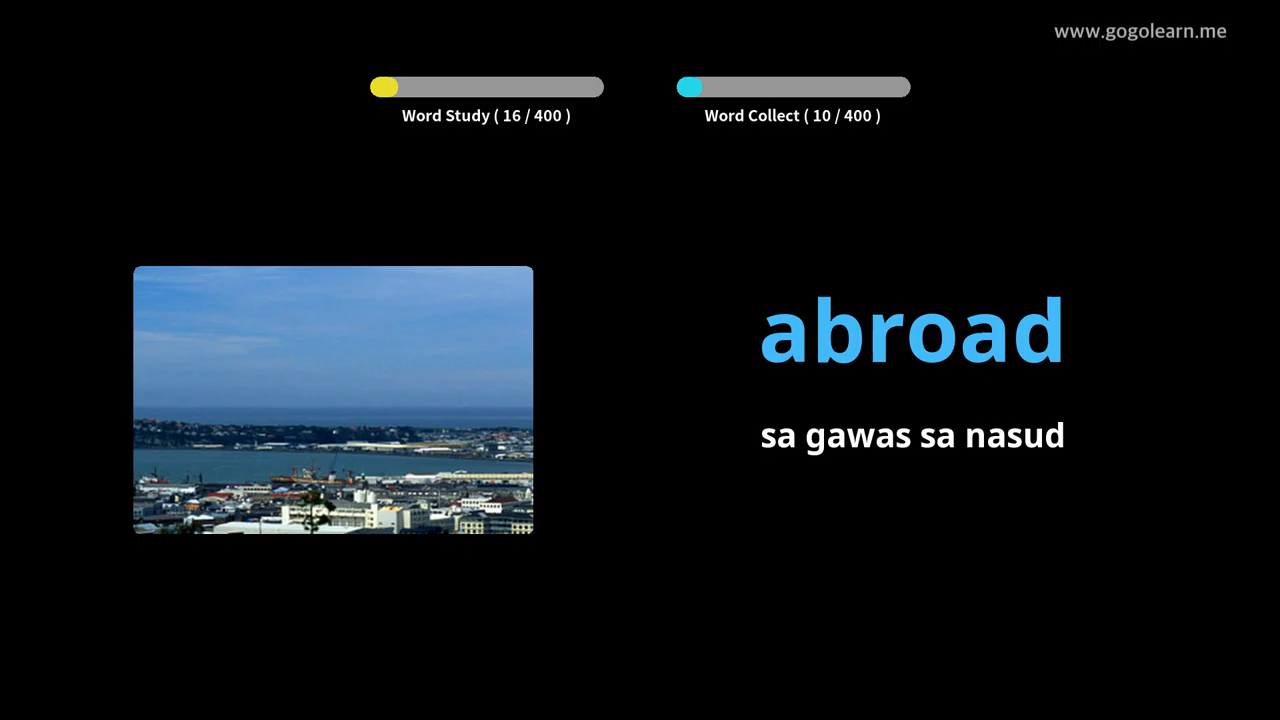 www.gogolearn.me
Word Study ( 16 / 400 )
Word Collect ( 10 / 400 )
abroad
sa gawas sa nasud